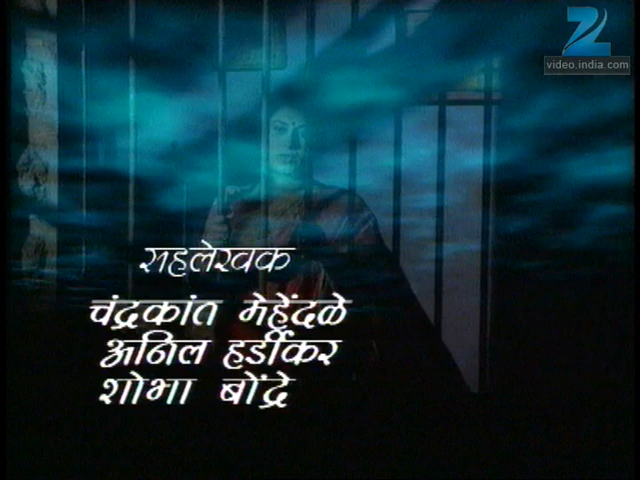 Z
video.india.com
सहलेखक
चंद्रकांत मेहेंदळे
अनिल हर्डीकर
शोभा बोंद्रे